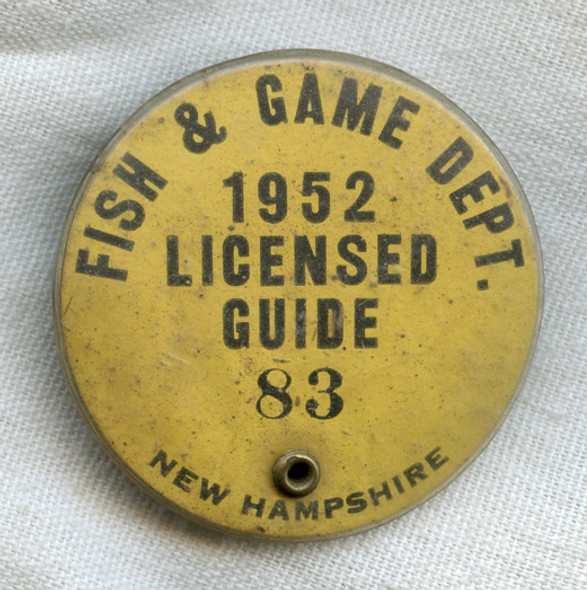 FISH & GAME DEPT.
1952
LICENSED
GUIDE
83
NEW HAMPSHIRE